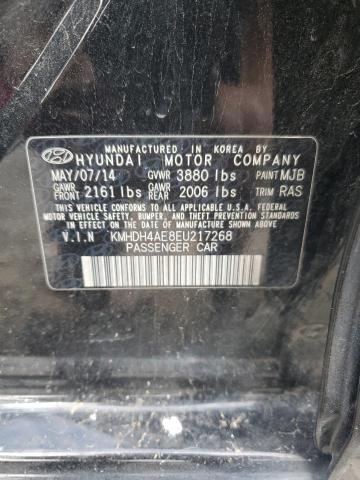 MANUFACTURED IN KOREA BY
HYUNDAI MOTOR COMPANY
MAY/07/14 GVWR 3880 lbs PAINT MJB
GAWR FRONT 2161 lbs GAWR REAR 2006 lbs TRIM RAS
THIS VEHICLE CONFORMS TO ALL APPLICABLE U.S.A. FEDERAL
MOTOR VEHICLE SAFETY, BUMPER, AND THEFT PREVENTION
STANDARDS IN EFFECT ON THE DATE OF MANUFACTURE SHOWN ABOVE.
V.I.N KMHDH4AE8EU217268
PASSENGER CAR